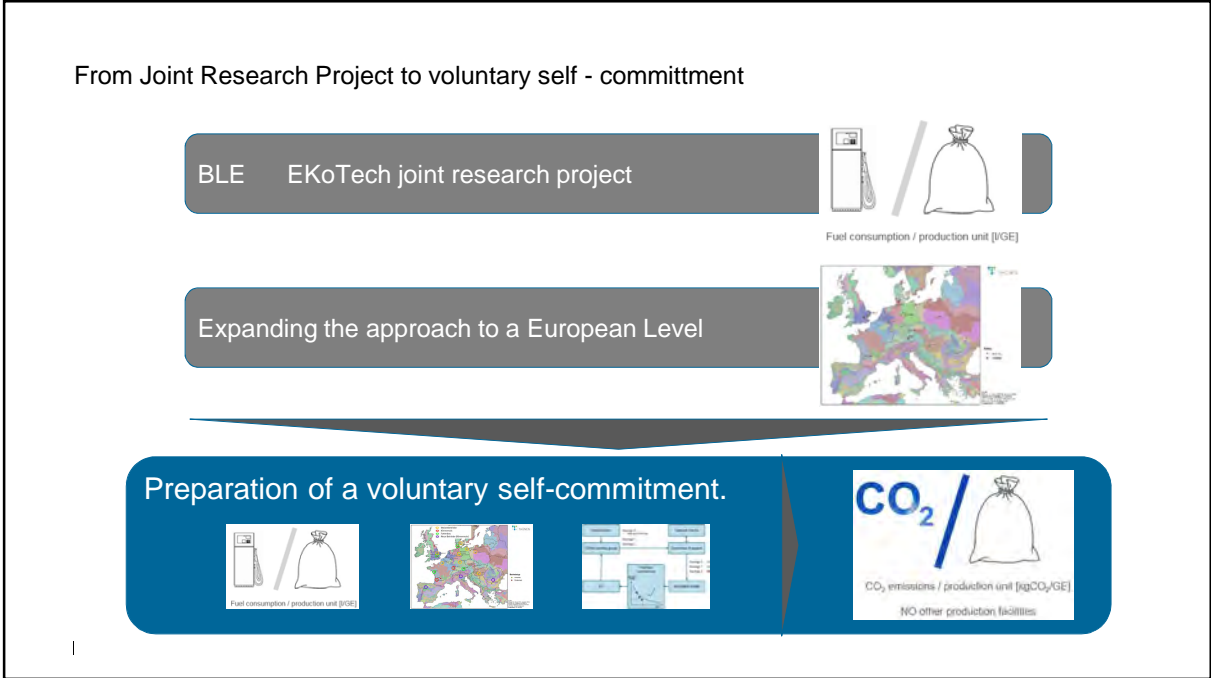 From Joint Research Project to voluntary self - committment
BLE EKoTech joint research project
Fuel consumption / production unit [l/GE]
Expanding the approach to a European Level
Preparation of a voluntary self-commitment.
Fuel consumption / production unit [l/GE]
CO₂
CO₂ emissions / production unit [kgCO₂/GE]
NO other production facilities